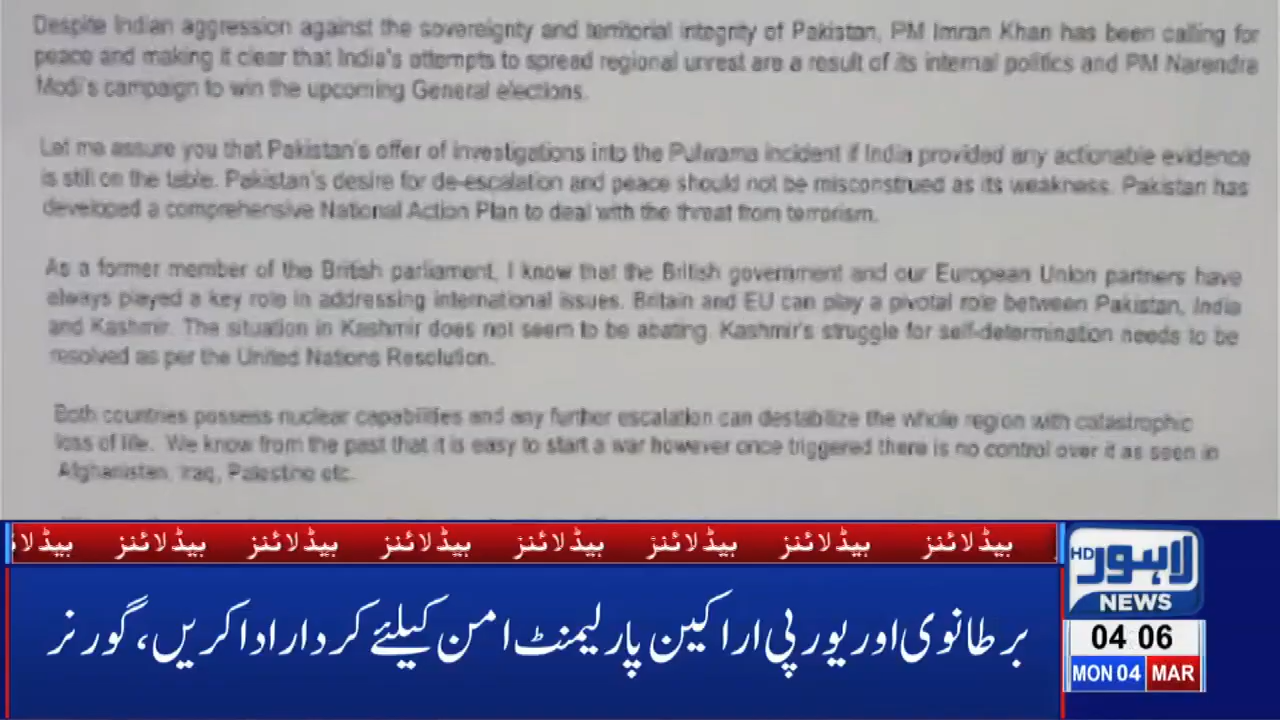 Despite Indian aggression against the sovereignty and territorial integrity of Pakistan, PM Imran Khan has been calling for
peace and making it clear that India's attempts to spread regional unrest are a result of its internal politics and PM Narendra
Modi's campaign to win the upcoming General elections.
Let me assure you that Pakistan's offer of investigations into the Pulwama incident if India provided any actionable evidence
is still on the table. Pakistan's desire for de-escalation and peace should not be misconstrued as its weakness. Pakistan has
developed a comprehensive National Action Plan to deal with the threat from terrorism.
As a former member of the British parliament, I know that the British government and our European Union partners have
always played a key role in addressing international issues. Britain and EU can play a pivotal role between Pakistan, India
and Kashmir. The situation in Kashmir does not seem to be abating. Kashmir's struggle for self-determination needs to be
resolved as per the United Nations Resolution.
Both countries possess nuclear capabilities and any further escalation can destabilize the whole region with catastrophic
loss of life. We know from the past that it is easy to start a war however once triggered there is no control over it as seen in
Afghanistan, Iraq, Palestine etc.
ہیڈلائنز ہیڈلائنز ہیڈلائنز ہیڈلائنز ہیڈلائنز ہیڈلائنز ہیڈلائنز ہیڈلا
برطانوی اور یورپی اراکین پارلیمنٹ امن کیلئے کردار ادا کریں، گورنر
لاہور HD
NEWS
04 06
MON 04 MAR